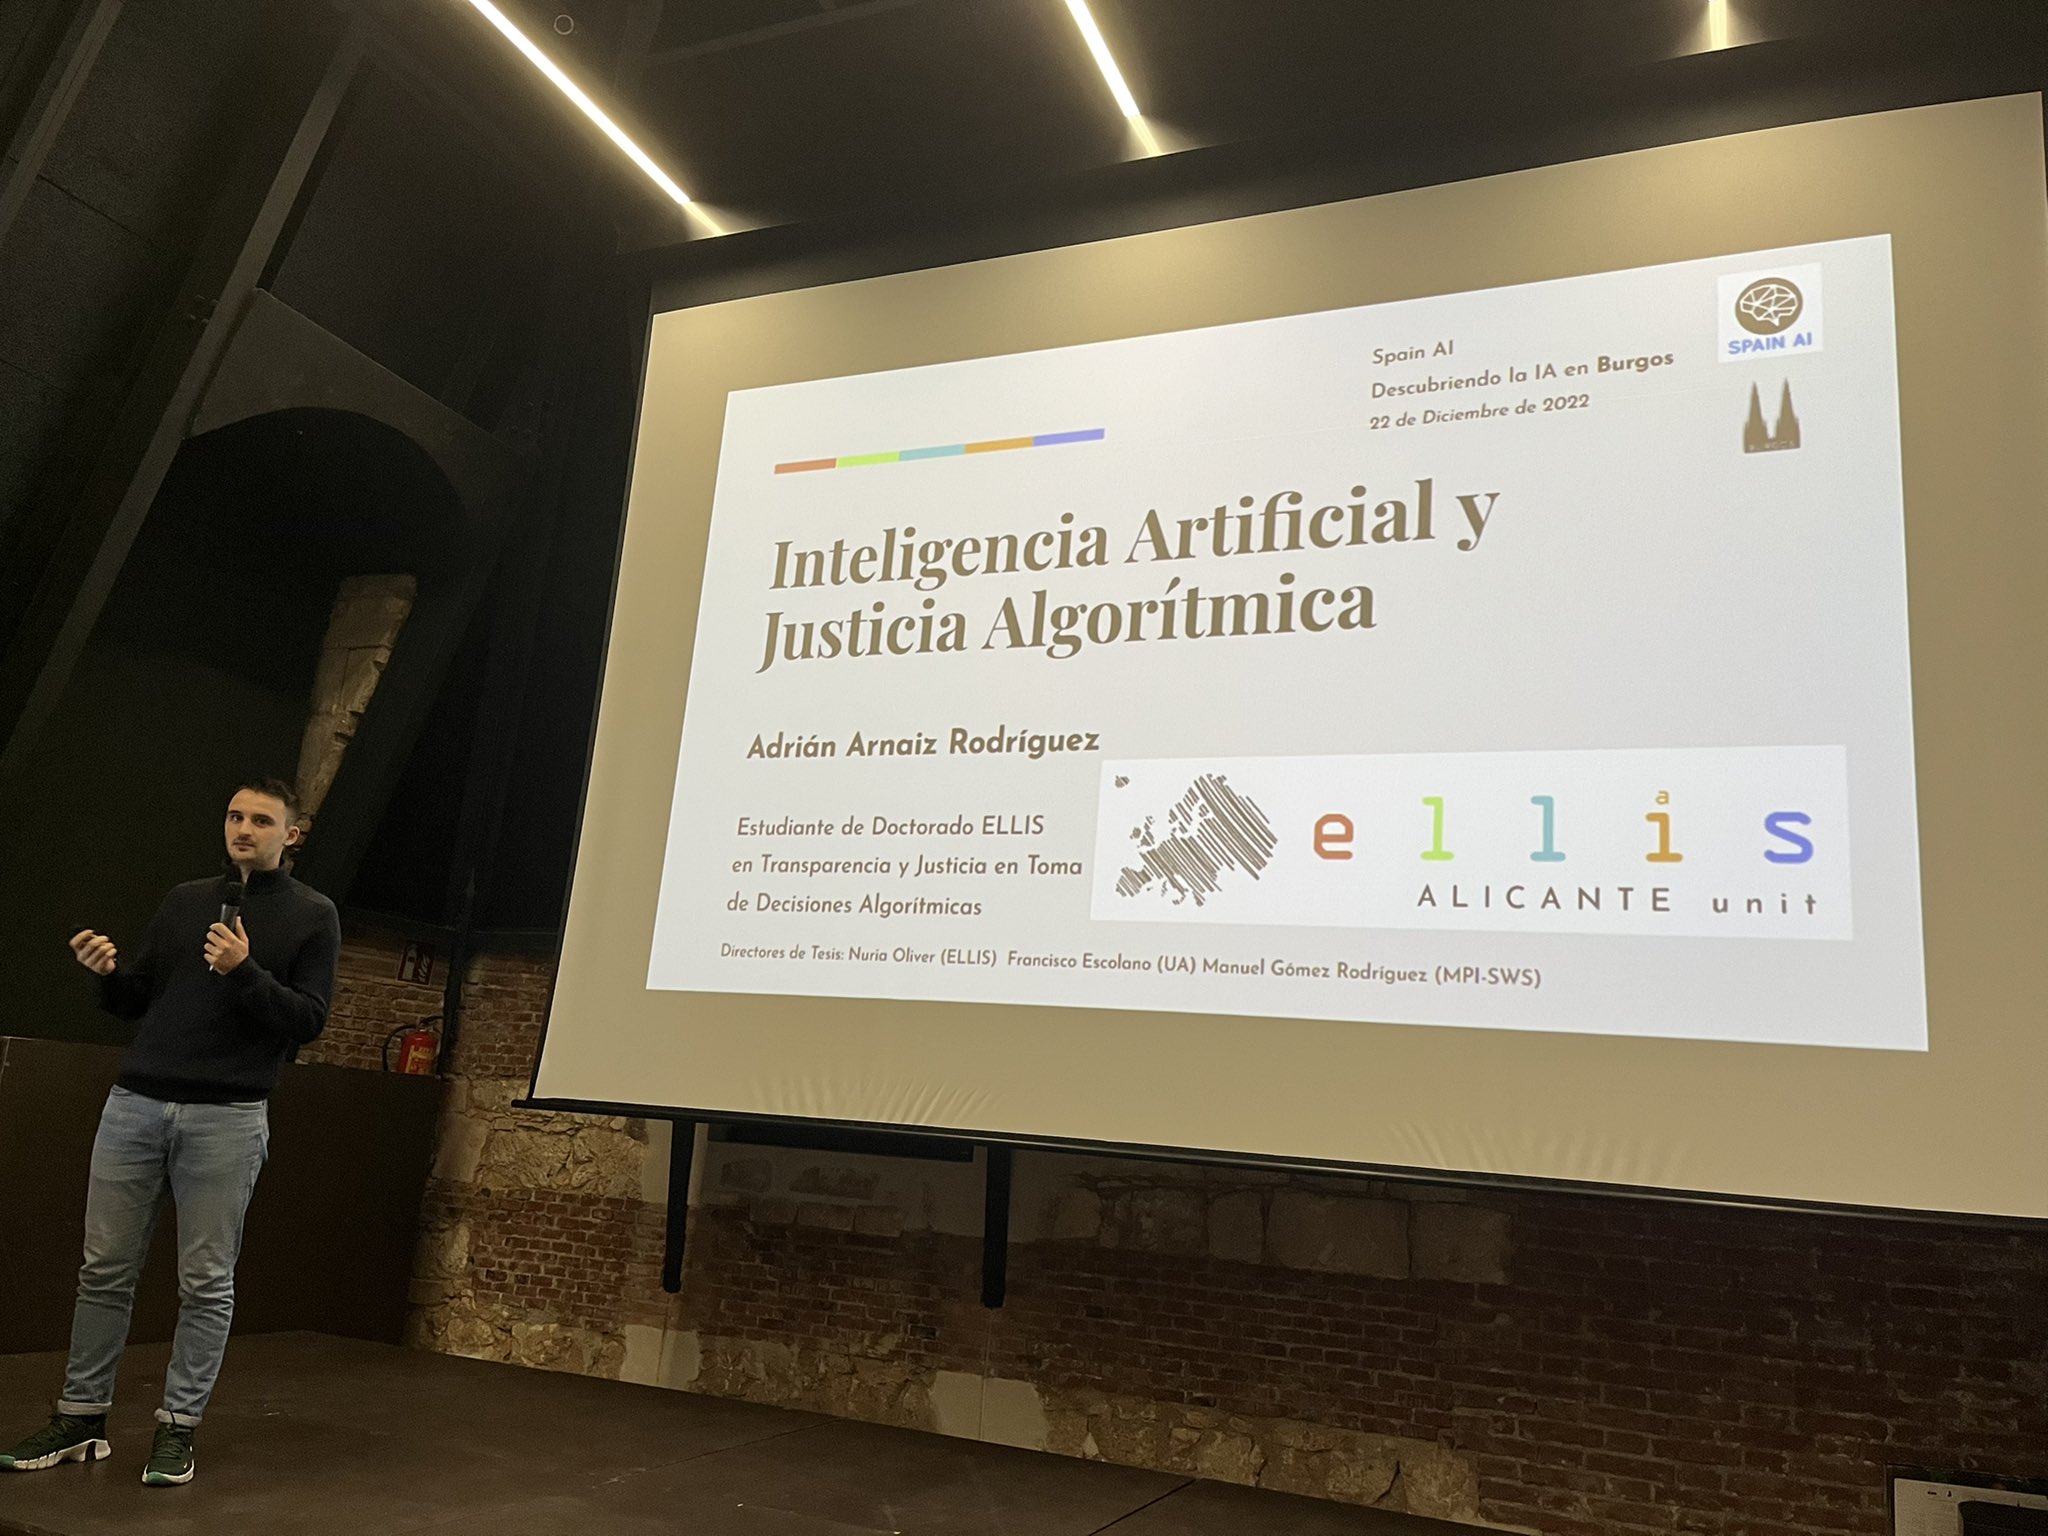 Spain AI
Descubriendo la IA en Burgos
22 de Diciembre de 2022
SPAIN AI
BURGOS
Inteligencia Artificial y
Justicia Algorítmica
Adrián Arnaiz Rodríguez
Estudiante de Doctorado ELLIS
en Transparencia y Justicia en Toma
de Decisiones Algorítmicas
a
ellis
ALICANTE unit
Directores de Tesis: Nuria Oliver (ELLIS) Francisco Escolano (UA) Manuel Gómez Rodríguez (MPI-SWS)